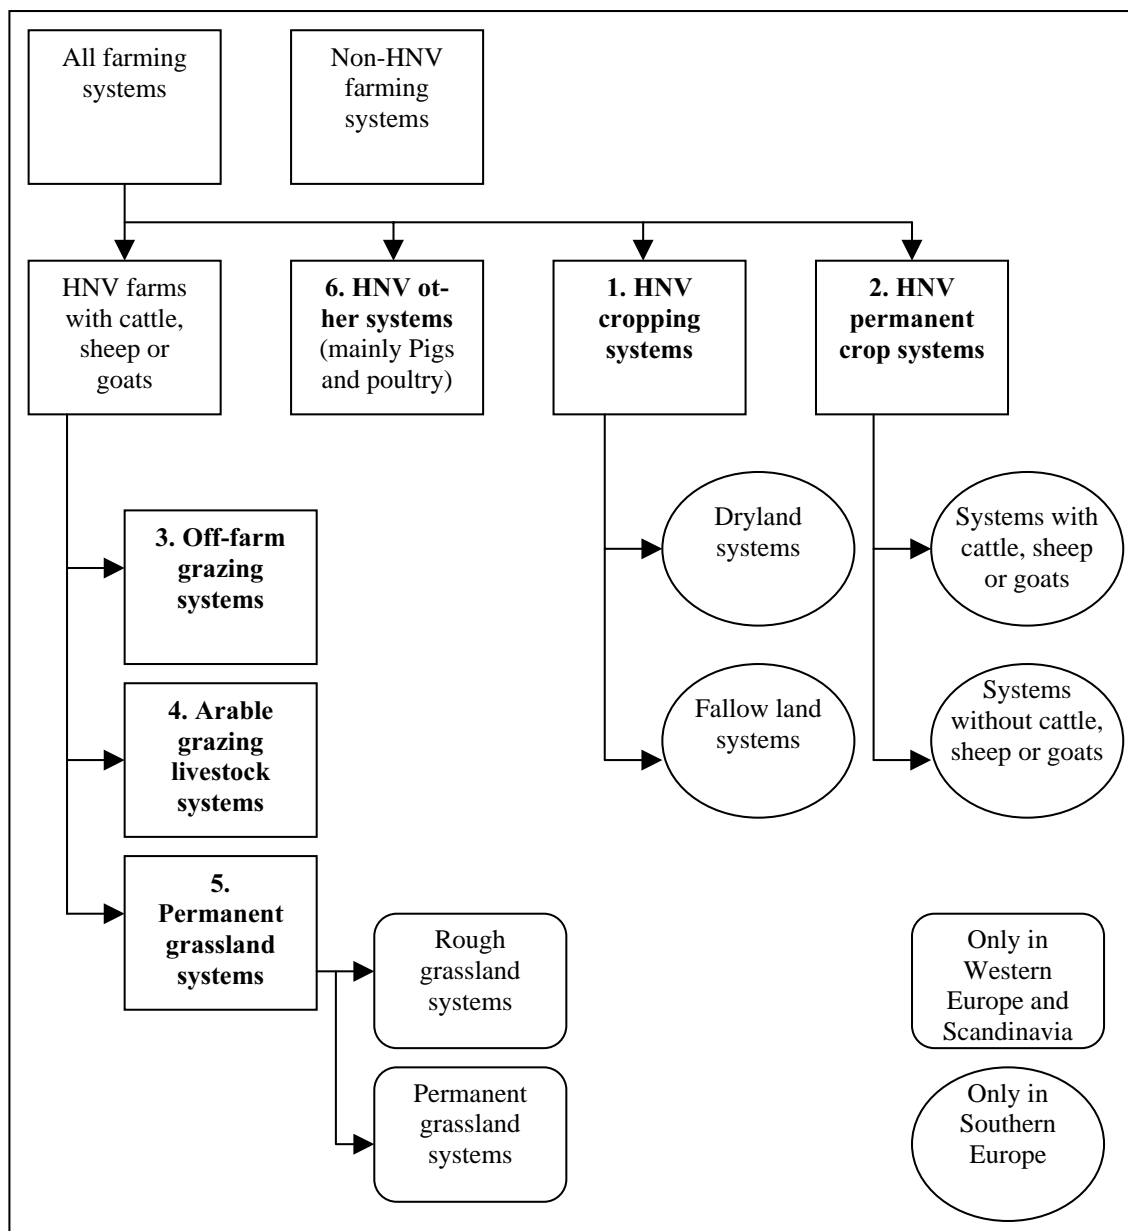 All farming
systems
Non-HNV
farming
systems
HNV farms
with cattle,
sheep or
goats
6. HNV ot-
her systems
(mainly Pigs
and poultry)
1. HNV
cropping
systems
2. HNV
permanent
crop systems
3. Off-farm
grazing
systems
Dryland
systems
Systems with
cattle, sheep
or goats
4. Arable
grazing
livestock
systems
Fallow land
systems
Systems
without cattle,
sheep or goats
5.
Permanent
grassland
systems
Rough
grassland
systems
Only in
Western
Europe and
Scandinavia
Permanent
grassland
systems
Only in
Southern
Europe